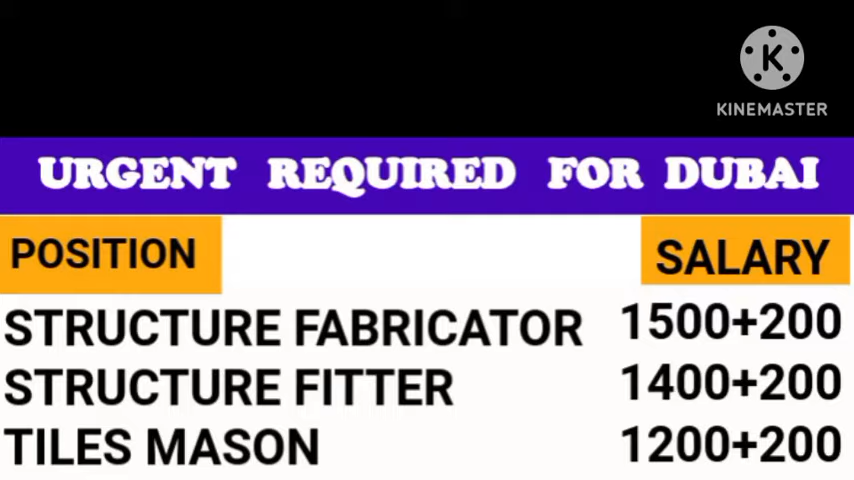 KINEMASTER
URGENT REQUIRED FOR DUBAI
POSITION SALARY
STRUCTURE FABRICATOR 1500+200
STRUCTURE FITTER 1400+200
TILES MASON 1200+200